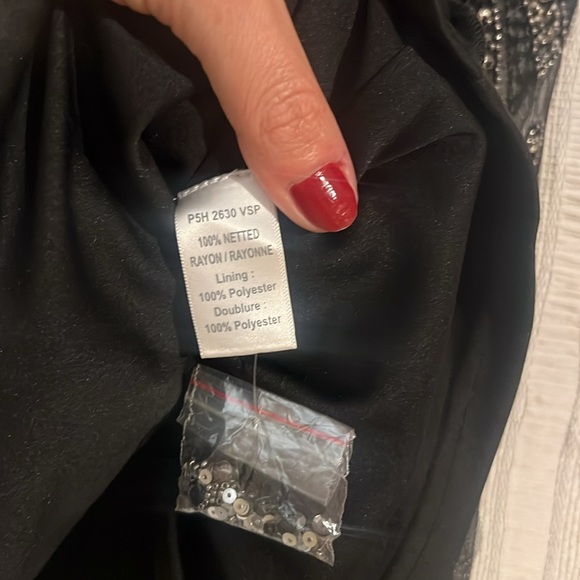 P5H 2630 VSP
100% NETTED
RAYON / RAYONNE
Lining :
100% Polyester
Doublure :
100% Polyester